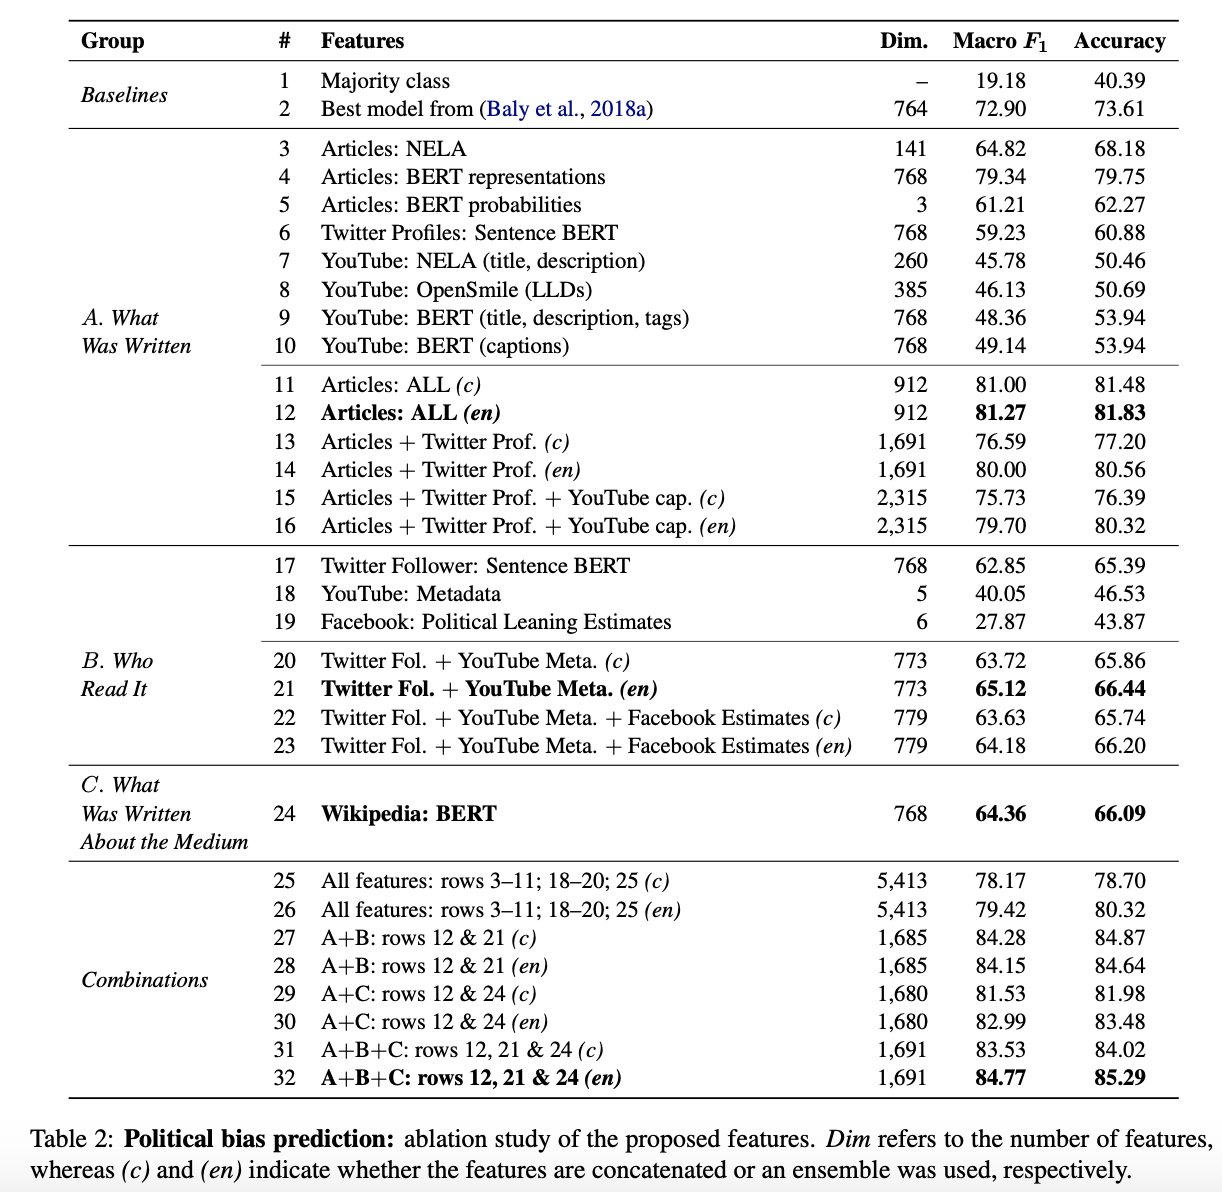 Group # Features Dim. Macro F1 Accuracy
Baselines
1 Majority class – 19.18 40.39
2 Best model from (Baly et al., 2018a) 764 72.90 73.61
A. What
Was Written
3 Articles: NELA 141 64.82 68.18
4 Articles: BERT representations 768 79.34 79.75
5 Articles: BERT probabilities 3 61.21 62.27
6 Twitter Profiles: Sentence BERT 768 59.23 60.88
7 YouTube: NELA (title, description) 260 45.78 50.46
8 YouTube: OpenSmile (LLDs) 385 46.13 50.69
9 YouTube: BERT (title, description, tags) 768 48.36 53.94
10 YouTube: BERT (captions) 768 49.14 53.94
11 Articles: ALL (c) 912 81.00 81.48
12 Articles: ALL (en) 912 81.27 81.83
13 Articles + Twitter Prof. (c) 1,691 76.59 77.20
14 Articles + Twitter Prof. (en) 1,691 80.00 80.56
15 Articles + Twitter Prof. + YouTube cap. (c) 2,315 75.73 76.39
16 Articles + Twitter Prof. + YouTube cap. (en) 2,315 79.70 80.32
B. Who
Read It
17 Twitter Follower: Sentence BERT 768 62.85 65.39
18 YouTube: Metadata 5 40.05 46.53
19 Facebook: Political Leaning Estimates 6 27.87 43.87
20 Twitter Fol. + YouTube Meta. (c) 773 63.72 65.86
21 Twitter Fol. + YouTube Meta. (en) 773 65.12 66.44
22 Twitter Fol. + YouTube Meta. + Facebook Estimates (c) 779 63.63 65.74
23 Twitter Fol. + YouTube Meta. + Facebook Estimates (en) 779 64.18 66.20
C. What
Was Written
About the Medium
24 Wikipedia: BERT 768 64.36 66.09
Combinations
25 All features: rows 3–11; 18–20; 25 (c) 5,413 78.17 78.70
26 All features: rows 3–11; 18–20; 25 (en) 5,413 79.42 80.32
27 A+B: rows 12 & 21 (c) 1,685 84.28 84.87
28 A+B: rows 12 & 21 (en) 1,685 84.15 84.64
29 A+C: rows 12 & 24 (c) 1,680 81.53 81.98
30 A+C: rows 12 & 24 (en) 1,680 82.99 83.48
31 A+B+C: rows 12, 21 & 24 (c) 1,691 83.53 84.02
32 A+B+C: rows 12, 21 & 24 (en) 1,691 84.77 85.29
Table 2: Political bias prediction: ablation study of the proposed features. Dim refers to the number of features,
whereas (c) and (en) indicate whether the features are concatenated or an ensemble was used, respectively.